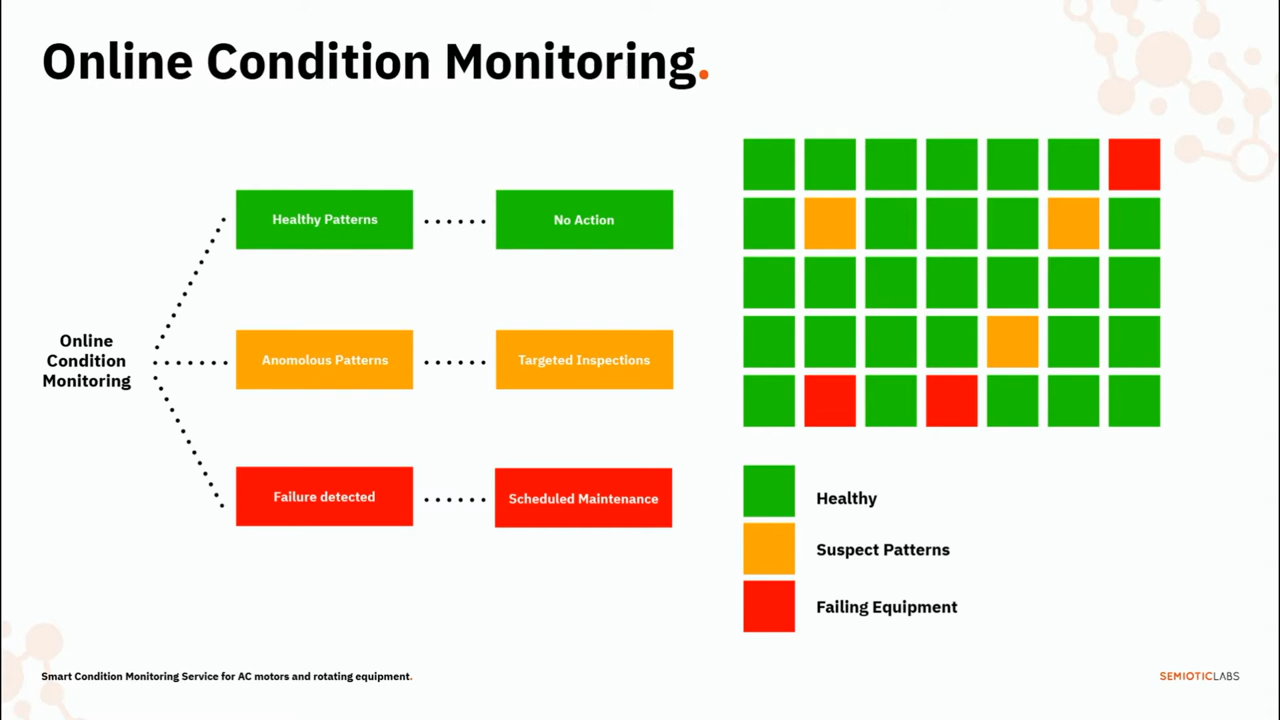 Online Condition Monitoring.
Healthy Patterns
No Action
Online
Condition
Monitoring
Anomolous Patterns
Targeted Inspections
Failure detected
Scheduled Maintenance
Healthy
Suspect Patterns
Failing Equipment
Smart Condition Monitoring Service for AC motors and rotating equipment.
SEMIOTICLABS